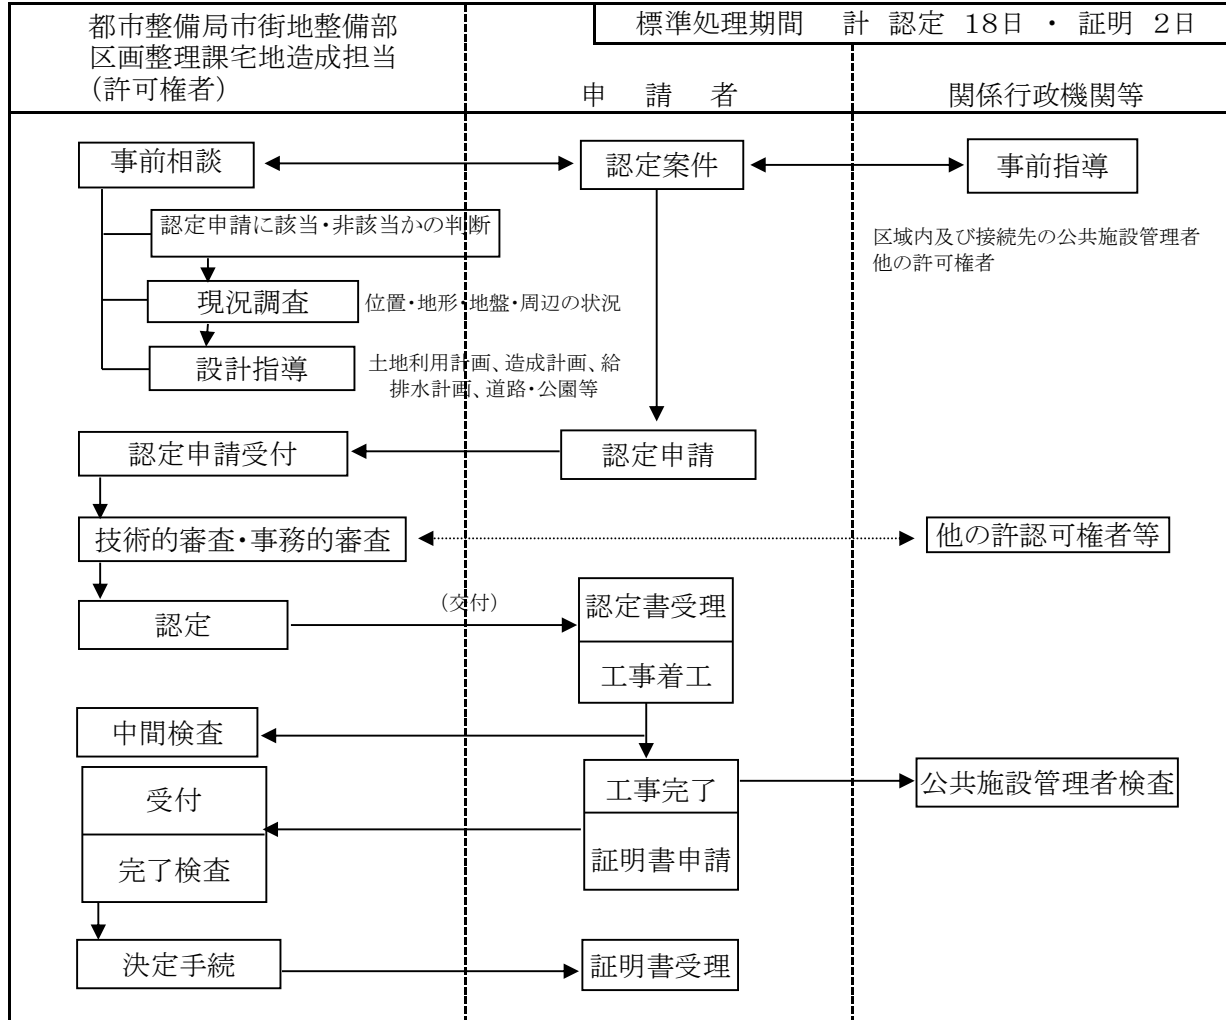 都市整備局市街地整備部
区画整理課宅地造成担当
(許可権者)
標準処理期間 計 認定 18日 ・ 証明 2日
申 請 者
関係行政機関等
事前相談
認定案件
事前指導
認定申請に該当・非該当かの判断
区域内及び接続先の公共施設管理者
他の許可権者
現況調査
位置・地形・地盤・周辺の状況
設計指導
土地利用計画、造成計画、給
排水計画、道路・公園等
認定申請受付
認定申請
技術的審査・事務的審査
他の許認可権者等
認定
(交付)
認定書受理
工事着工
中間検査
受付
工事完了
公共施設管理者検査
完了検査
証明書申請
決定手続
証明書受理